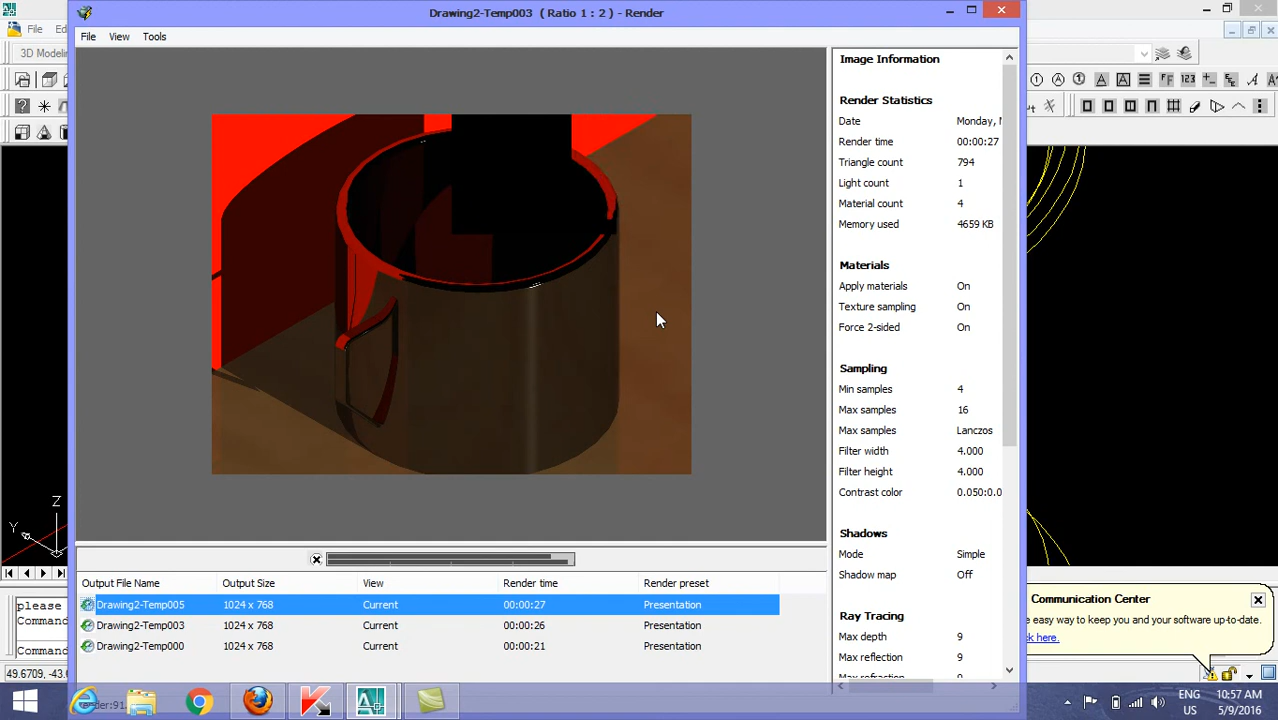 Drawing2-Temp003 ( Ratio 1 : 2 ) - Render
File View Tools
File
3D Modelin
Image Information
Render Statistics
Date Monday,
Render time 00:00:27
Triangle count 794
Light count 1
Material count 4
Memory used 4659 KB
Materials
Apply materials On
Texture sampling On
Force 2-sided On
Sampling
Min samples 4
Max samples 16
Max samples Lanczos
Filter width 4.000
Filter height 4.000
Contrast color 0.050:0.0
Shadows
Mode Simple
Shadow map Off
Ray Tracing
Max depth 9
Max reflection 9
Z
Y
Output File Name Output Size View Render time Render preset
Drawing2-Temp005 1024 x 768 Current 00:00:27 Presentation
Drawing2-Temp003 1024 x 768 Current 00:00:26 Presentation
Drawing2-Temp000 1024 x 768 Current 00:00:21 Presentation
please
Command
Command
49.6709, -43.
Communication Center
e easy way to keep you and your software up-to-date.
ck here.
ENG
US
10:57 AM
5/9/2016